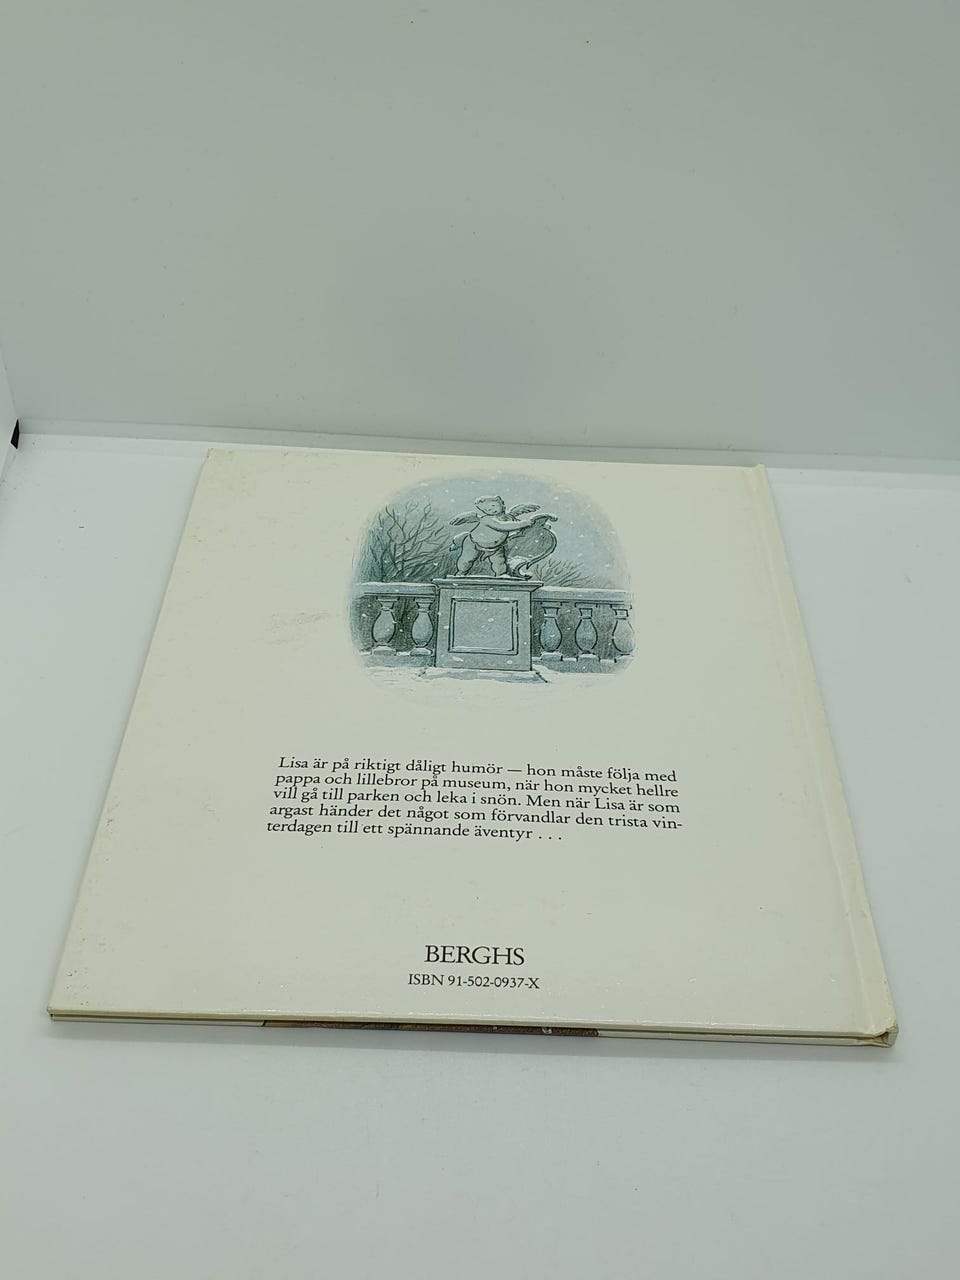 Lisa är på riktigt dåligt humör — hon måste följa med
pappa och lillebror på museum, när hon mycket hellre
vill gå till parken och leka i snön. Men när Lisa är som
argast händer det något som förvandlar den trista vin-
terdagen till ett spännande äventyr . . .
BERGHS
ISBN 91-502-0937-X